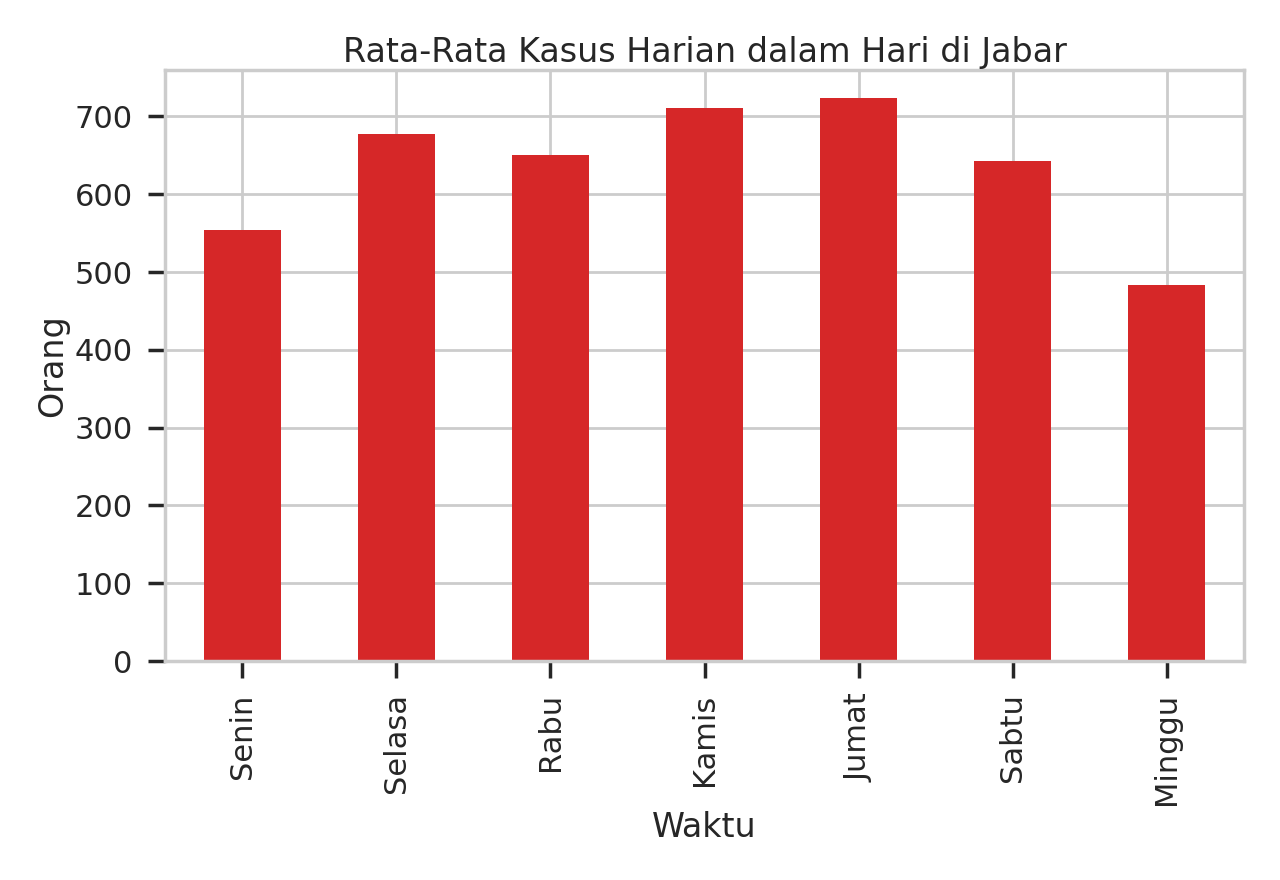 Rata-Rata Kasus Harian dalam Hari di Jabar
700
600
500
400
300
200
100
0
Orang
Senin
Selasa
Rabu
Kamis
Jumat
Sabtu
Minggu
Waktu